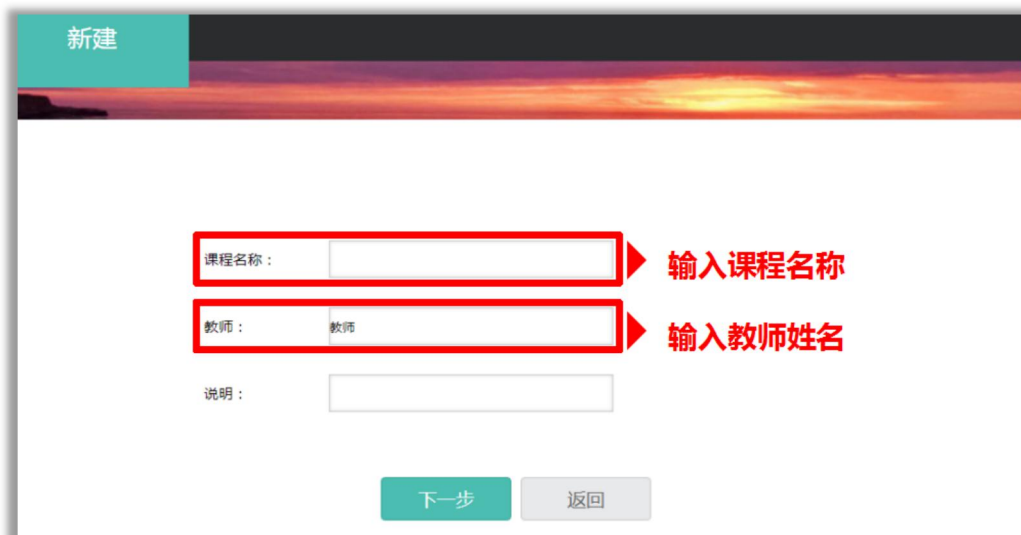 新建
课程名称：
输入课程名称
教师：
教师
输入教师姓名
说明：
下一步
返回